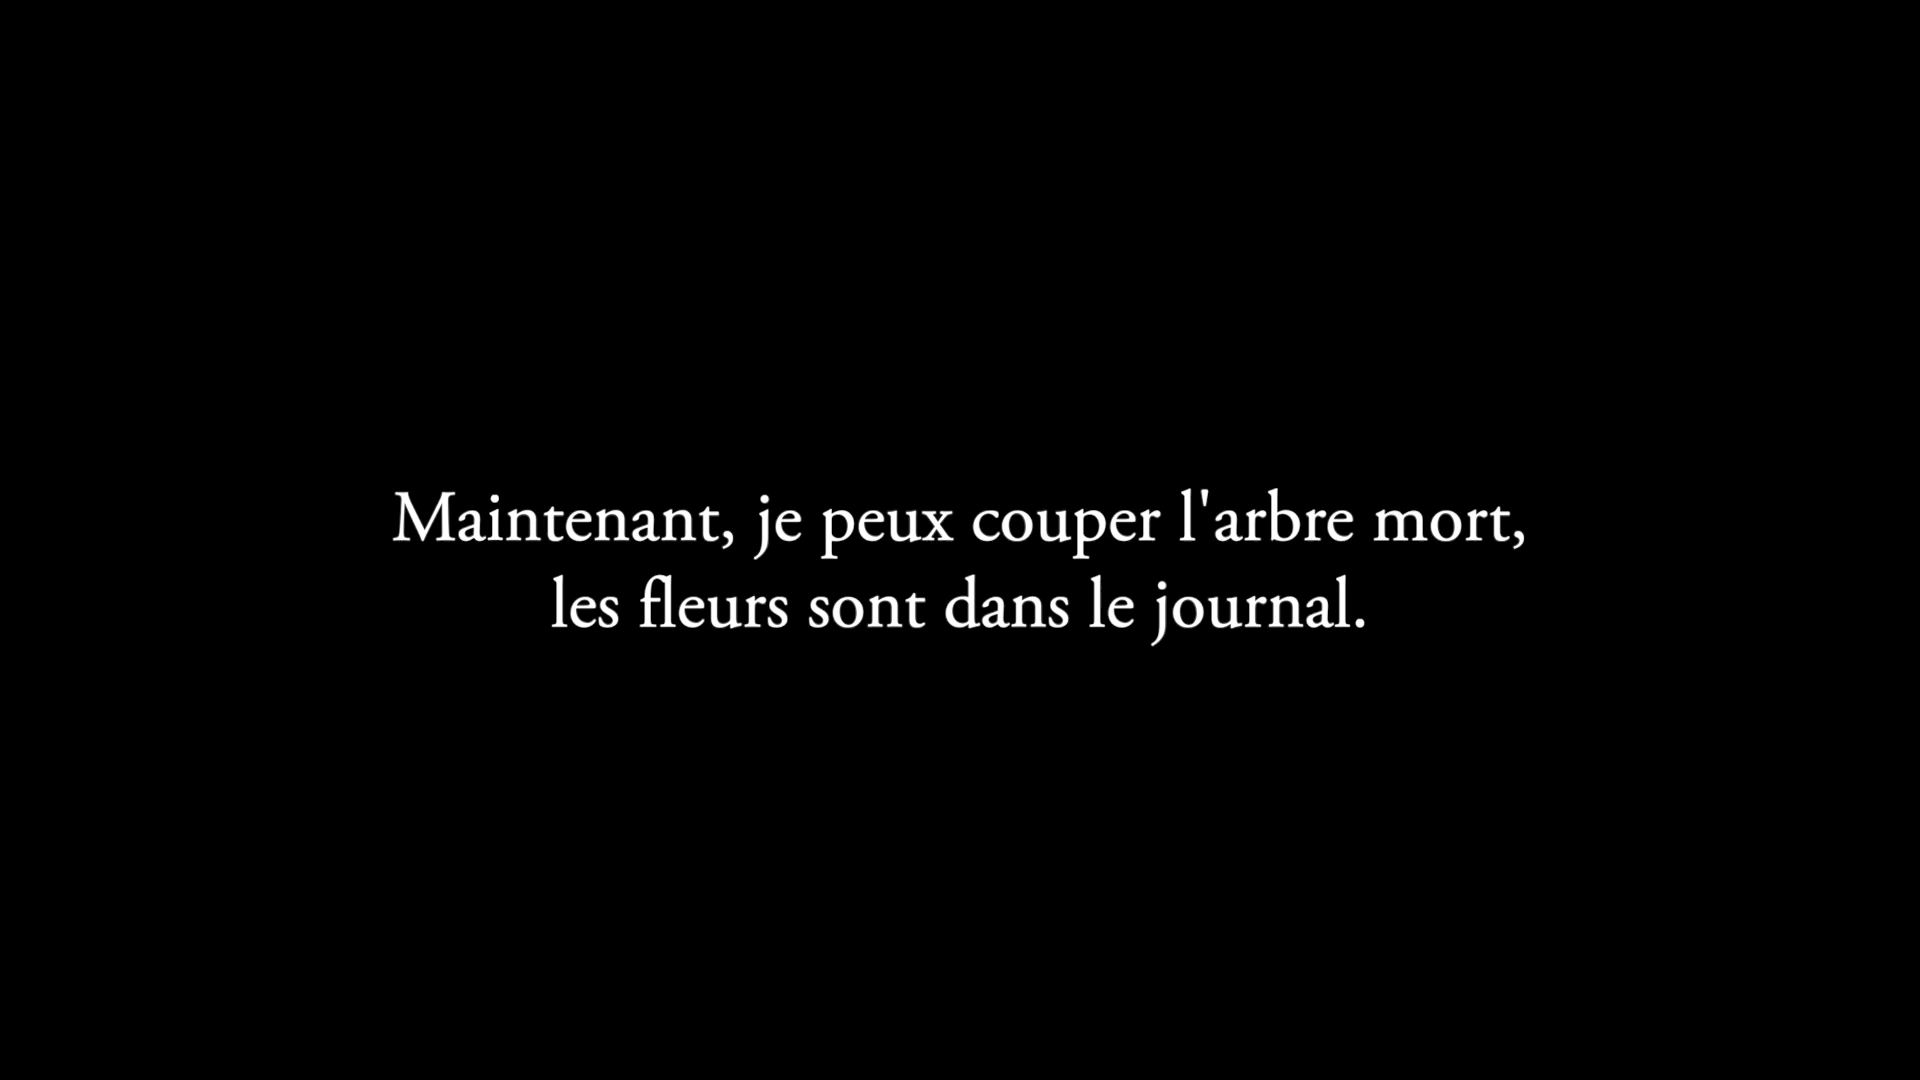 Maintenant, je peux couper l'arbre mort,
les fleurs sont dans le journal.